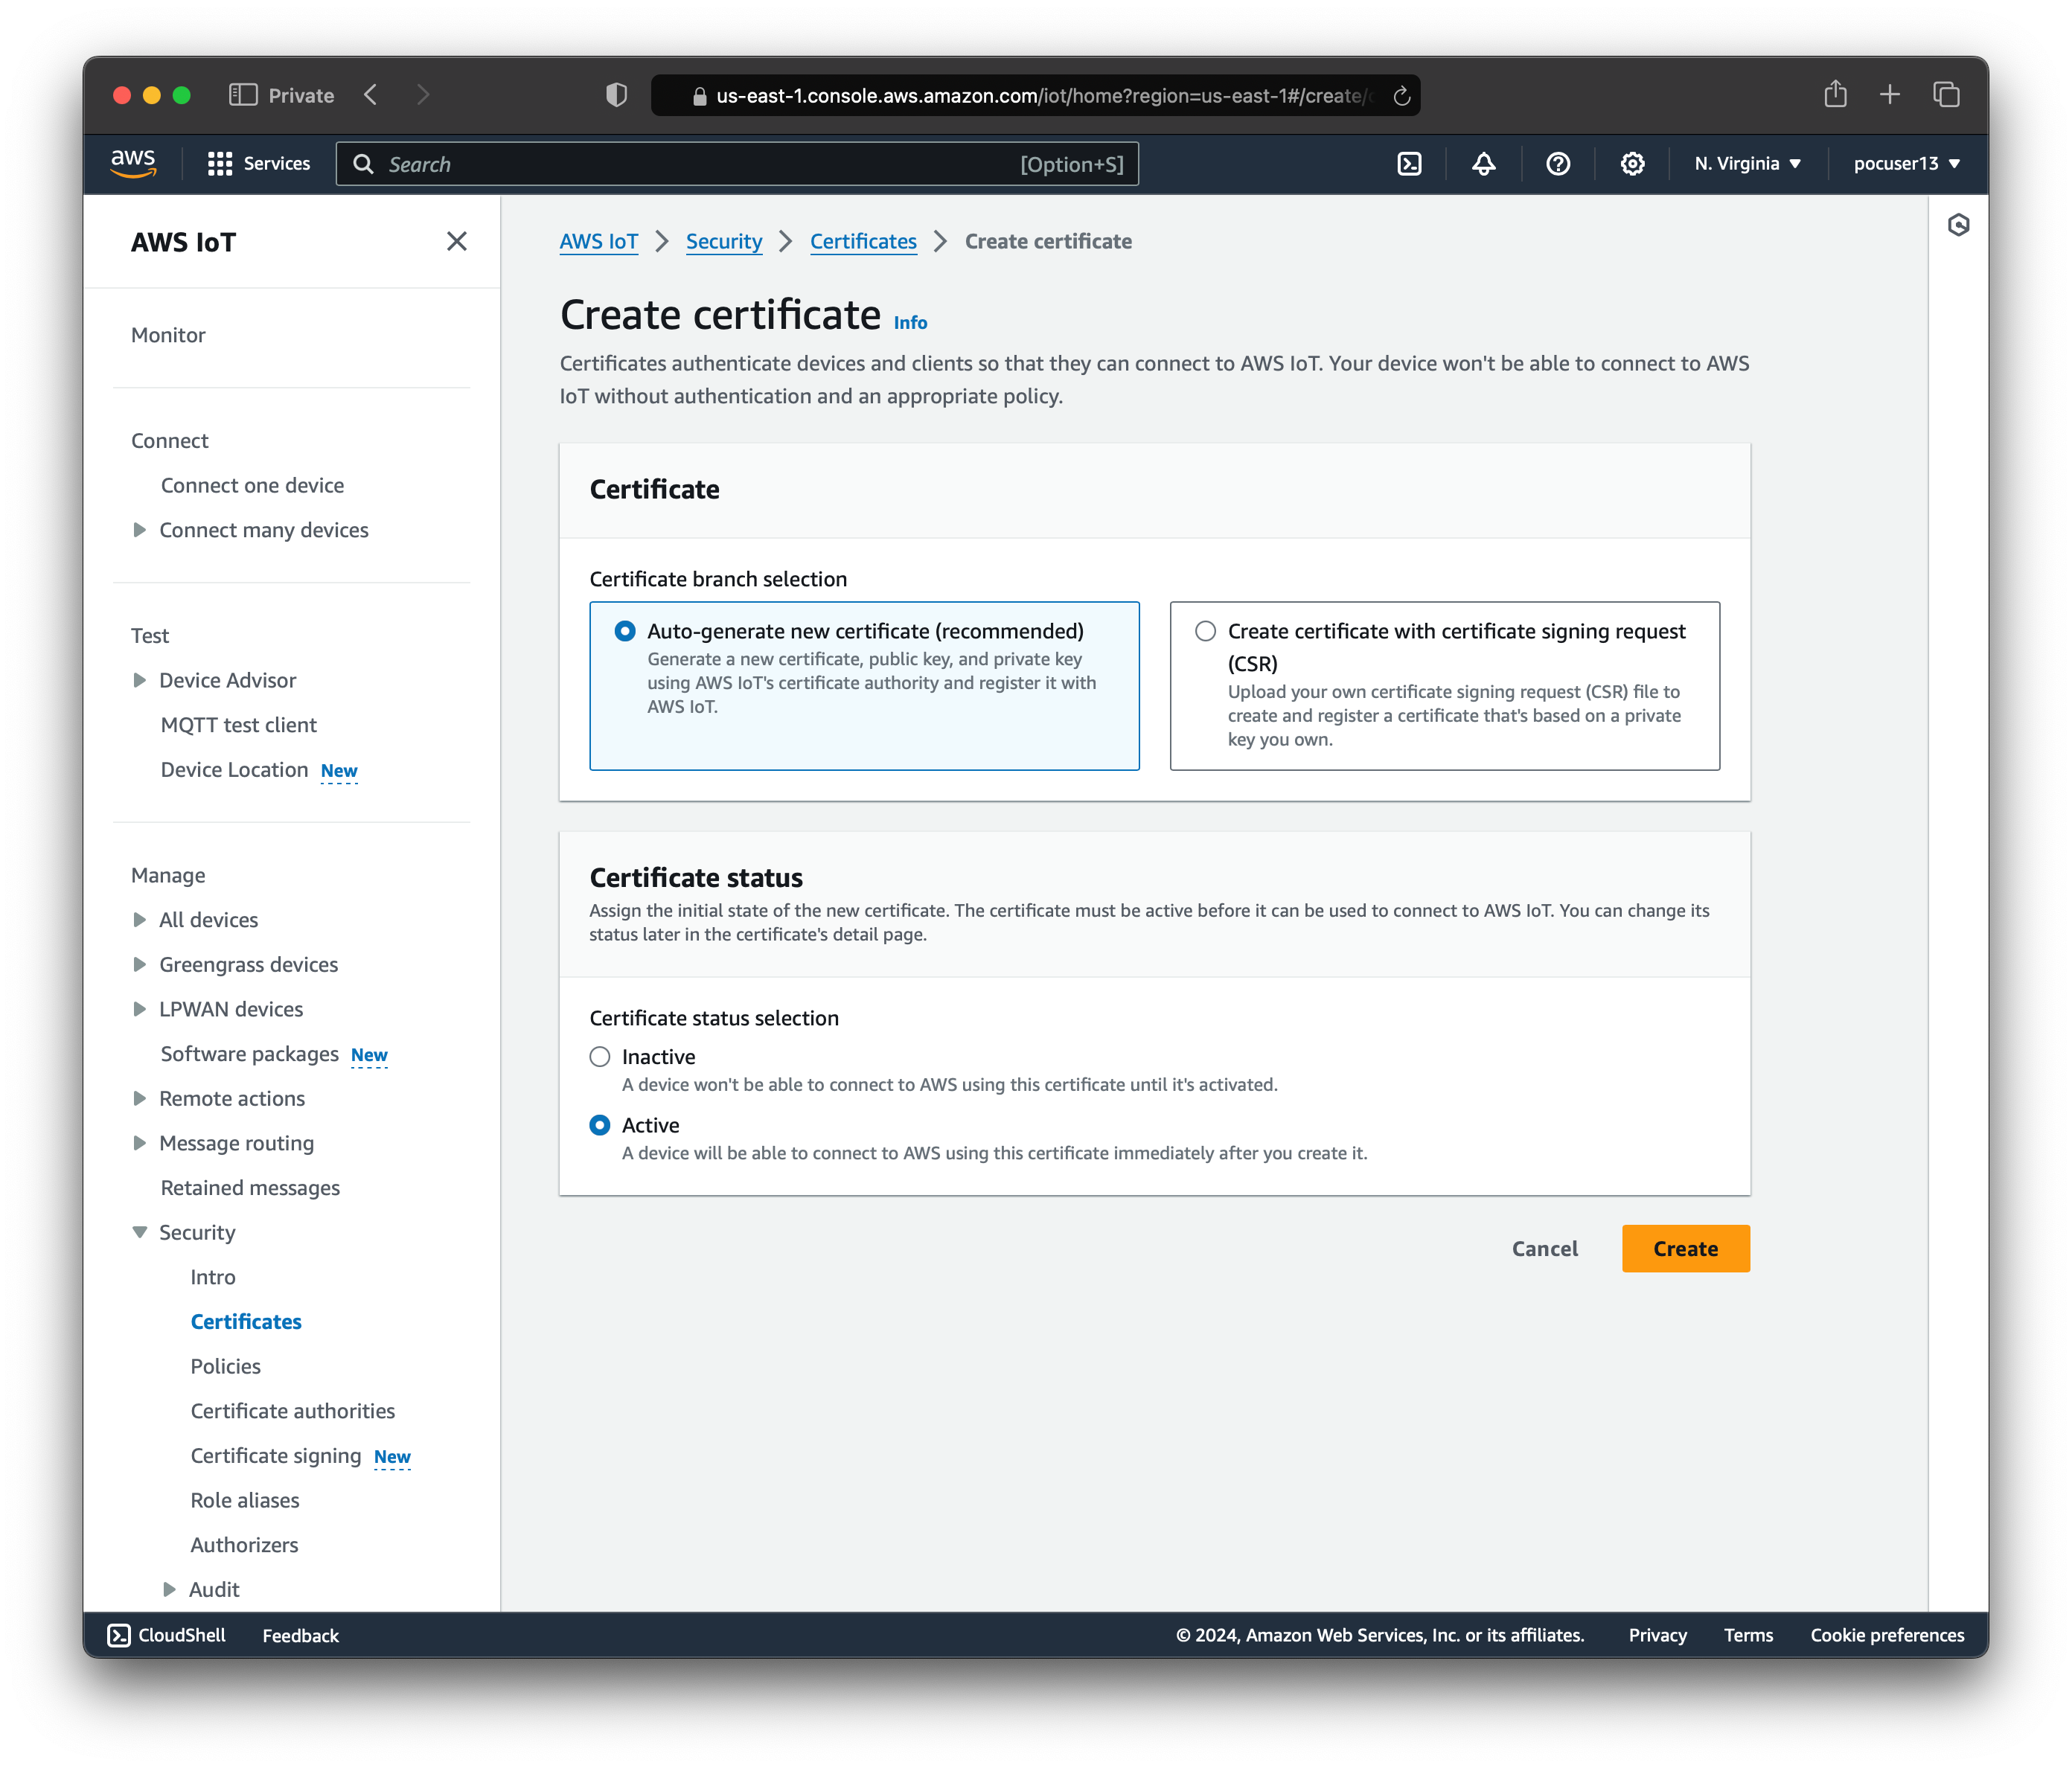 Private
us-east-1.console.aws.amazon.com/iot/home?region=us-east-1#/create/
aws
Services
Search
[Option+S]
N. Virginia
pocuser13
AWS IoT
Monitor
Connect
Connect one device
Connect many devices
Test
Device Advisor
MQTT test client
Device Location New
Manage
All devices
Greengrass devices
LPWAN devices
Software packages New
Remote actions
Message routing
Retained messages
Security
Intro
Certificates
Policies
Certificate authorities
Certificate signing New
Role aliases
Authorizers
Audit
AWS IoT > Security > Certificates > Create certificate
Create certificate Info
Certificates authenticate devices and clients so that they can connect to AWS IoT. Your device won't be able to connect to AWS
IoT without authentication and an appropriate policy.
Certificate
Certificate branch selection
Auto-generate new certificate (recommended)
Generate a new certificate, public key, and private key
using AWS IoT's certificate authority and register it with
AWS IoT.
Create certificate with certificate signing request
(CSR)
Upload your own certificate signing request (CSR) file to
create and register a certificate that's based on a private
key you own.
Certificate status
Assign the initial state of the new certificate. The certificate must be active before it can be used to connect to AWS IoT. You can change its
status later in the certificate's detail page.
Certificate status selection
Inactive
A device won't be able to connect to AWS using this certificate until it's activated.
Active
A device will be able to connect to AWS using this certificate immediately after you create it.
Cancel
Create
CloudShell
Feedback
© 2024, Amazon Web Services, Inc. or its affiliates.
Privacy
Terms
Cookie preferences